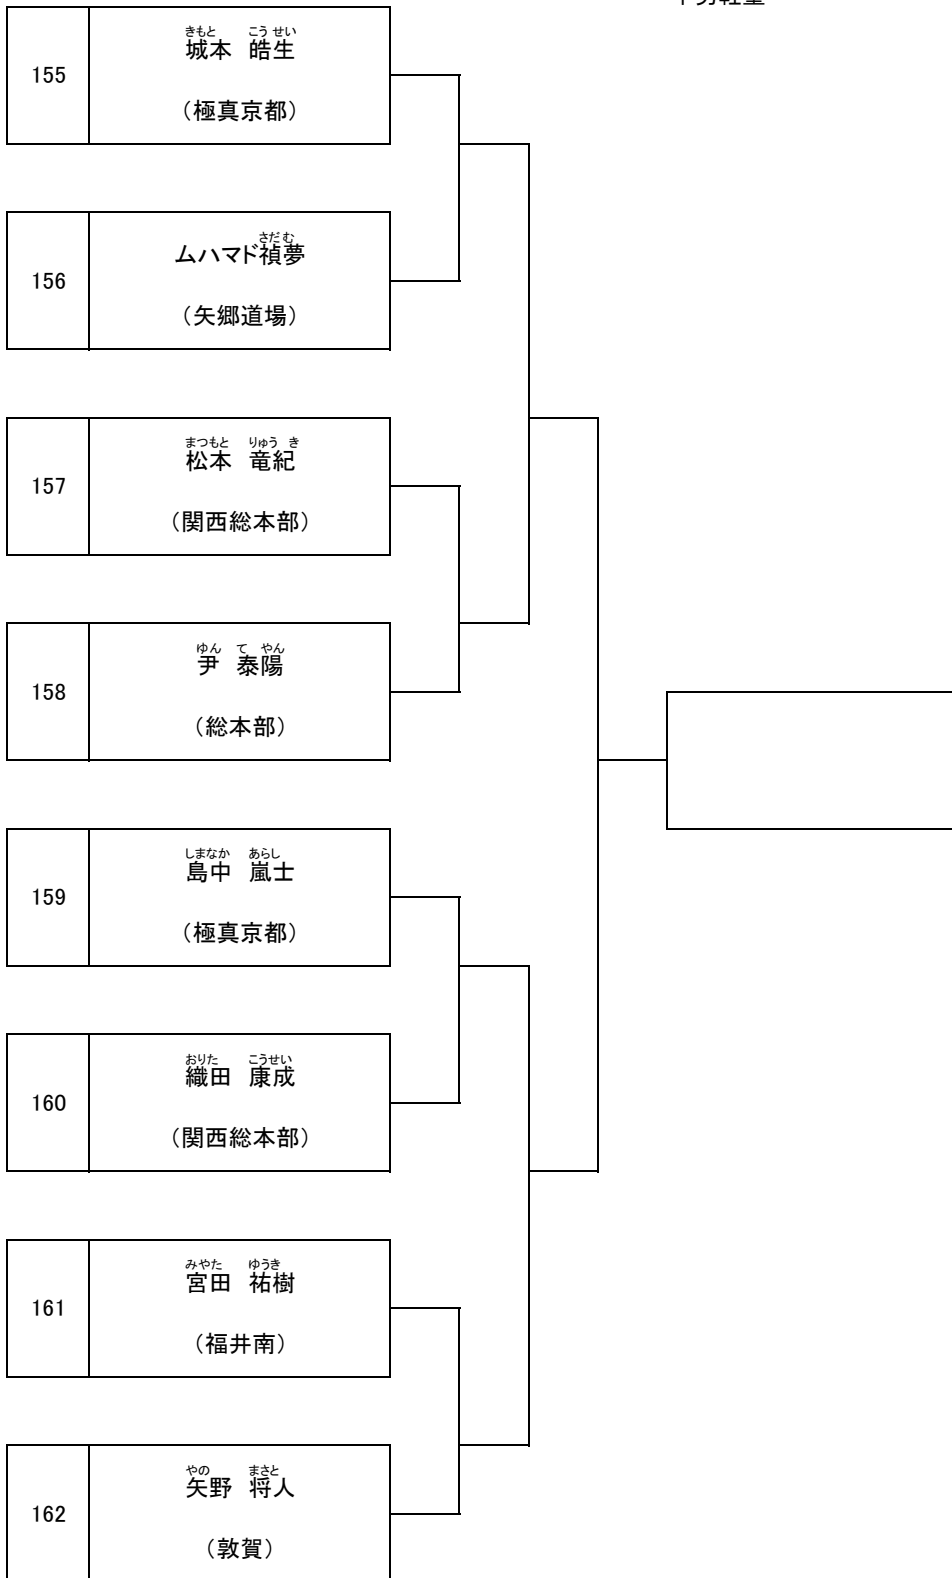 きもと こうせい
155 城本 皓生
(極真京都)
さだむ
156 ムハマド禎夢
(矢郷道場)
まつもと りゅうき
157 松本 竜紀
(関西総本部)
ゆん て やん
158 尹 泰陽
(総本部)
しまなか あらし
159 島中 嵐士
(極真京都)
おりた こうせい
160 織田 康成
(関西総本部)
みやた ゆうき
161 宮田 祐樹
(福井南)
やの まさと
162 矢野 将人
(敦賀)